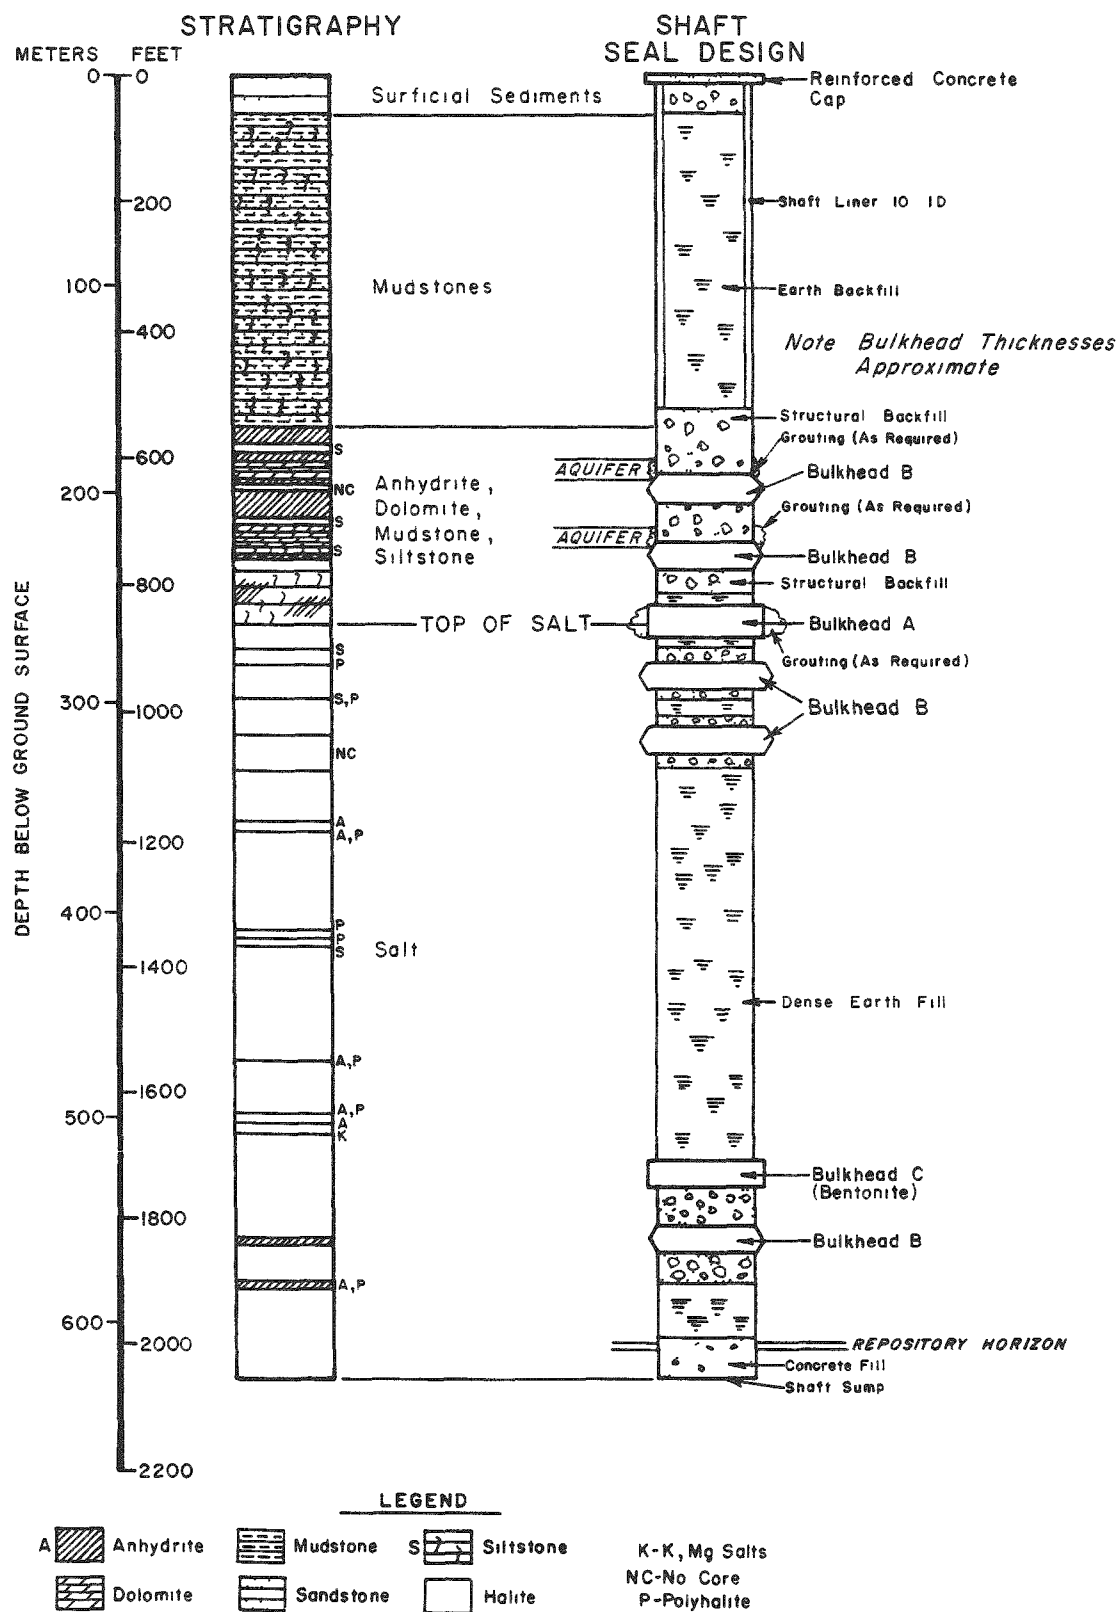 STRATIGRAPHY
SHAFT
SEAL DESIGN
METERS FEET
0 0
200
100
400
600
200
800
300
1000
1200
400
1400
1600
500
1800
600
2000
2200
DEPTH BELOW GROUND SURFACE
Surficial Sediments
Mudstones
S
NC
S
S
Anhydrite,
Dolomite,
Mudstone,
Siltstone
TOP OF SALT
S
P
S,P
NC
A
A,P
P
P
S
Salt
A,P
A,P
A
K
A,P
Reinforced Concrete
Cap
Shaft Liner 10 ID
Earth Backfill
Note Bulkhead Thicknesses
Approximate
Structural Backfill
Grouting (As Required)
AQUIFER
Bulkhead B
Grouting (As Required)
AQUIFER
Bulkhead B
Structural Backfill
Bulkhead A
Grouting (As Required)
Bulkhead B
Dense Earth Fill
Bulkhead C
(Bentonite)
Bulkhead B
REPOSITORY HORIZON
Concrete Fill
Shaft Sump
LEGEND
A Anhydrite Mudstone S Siltstone K-K, Mg Salts
NC-No Core
Dolomite Sandstone Halite P-Polyhalite